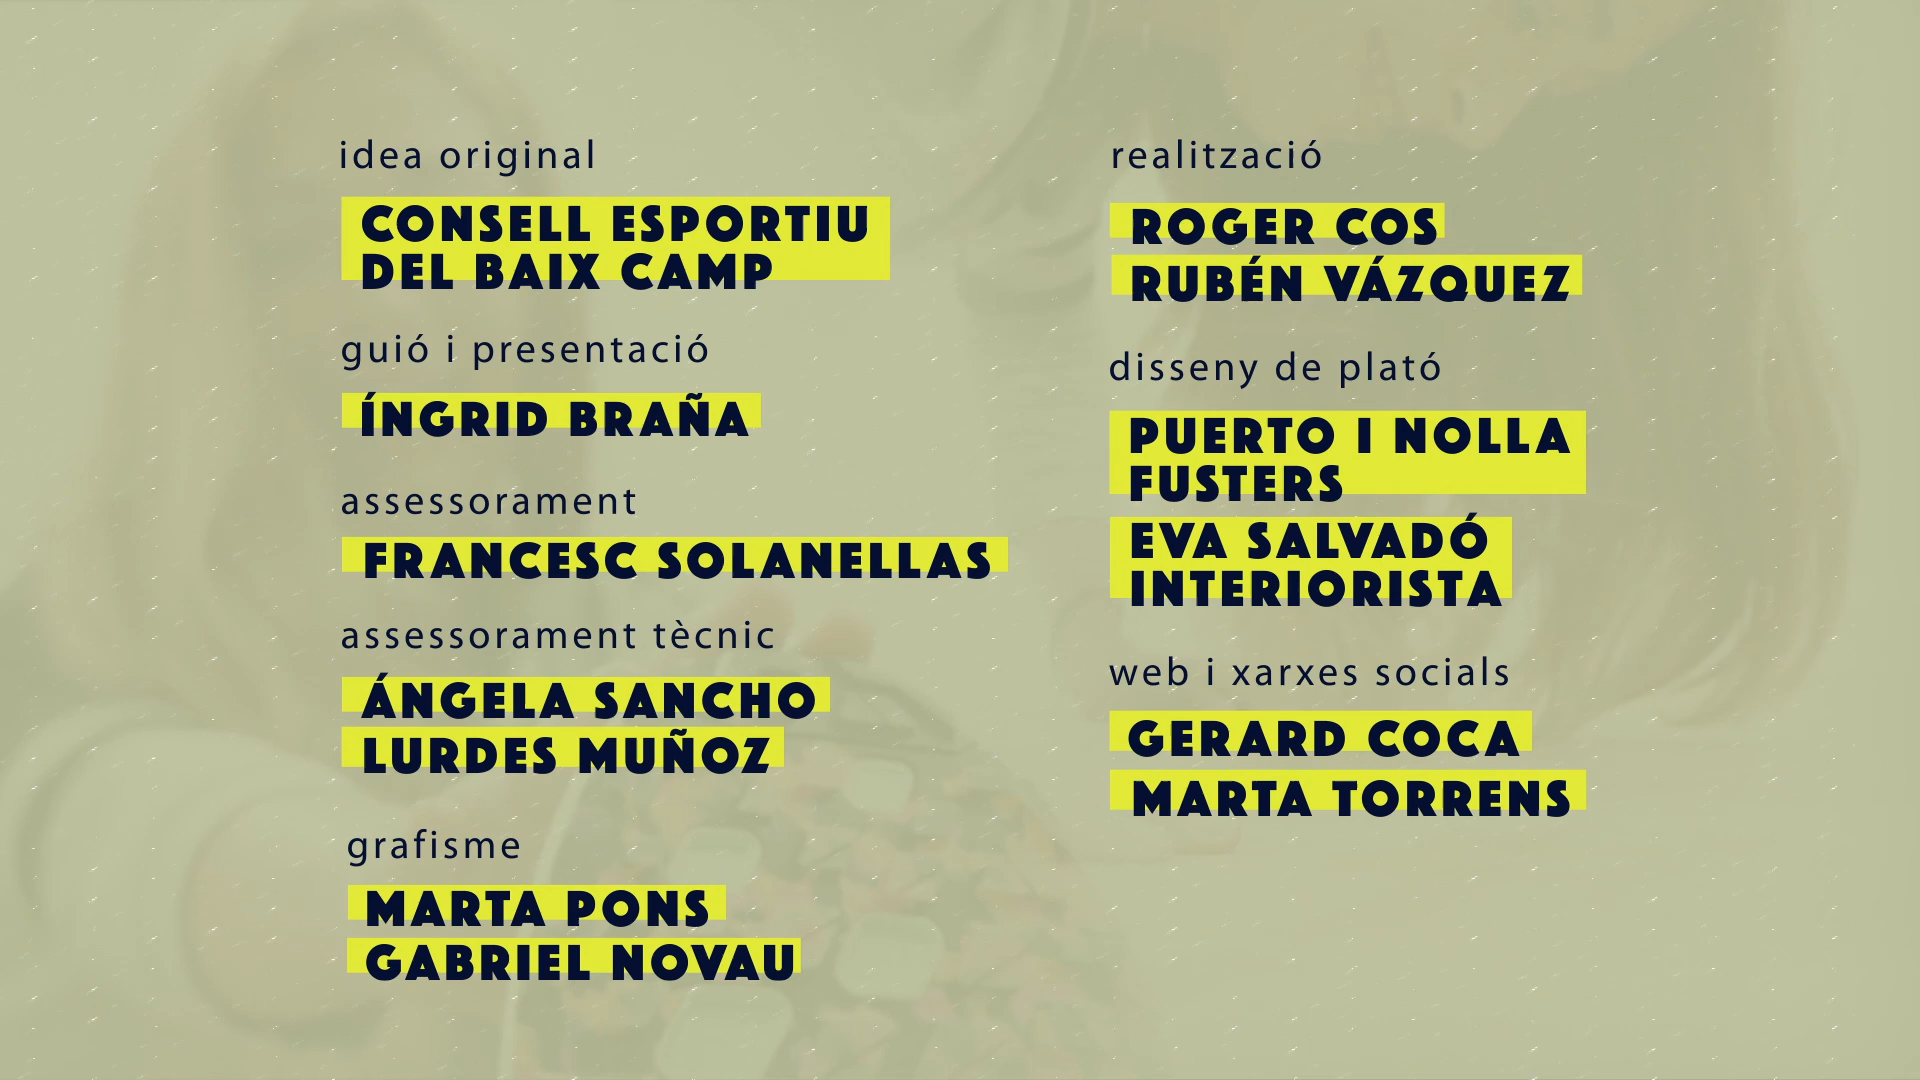 idea original
CONSELL ESPORTIU
DEL BAIX CAMP
guió i presentació
ÍNGRID BRAÑA
assessorament
FRANCESC SOLANELLAS
assessorament tècnic
ÁNGELA SANCHO
LURDES MUÑOZ
grafisme
MARTA PONS
GABRIEL NOVAU
realització
ROGER COS
RUBÉN VÁZQUEZ
disseny de plató
PUERTO I NOLLA
FUSTERS
EVA SALVADÓ
INTERIORISTA
web i xarxes socials
GERARD COCA
MARTA TORRENS